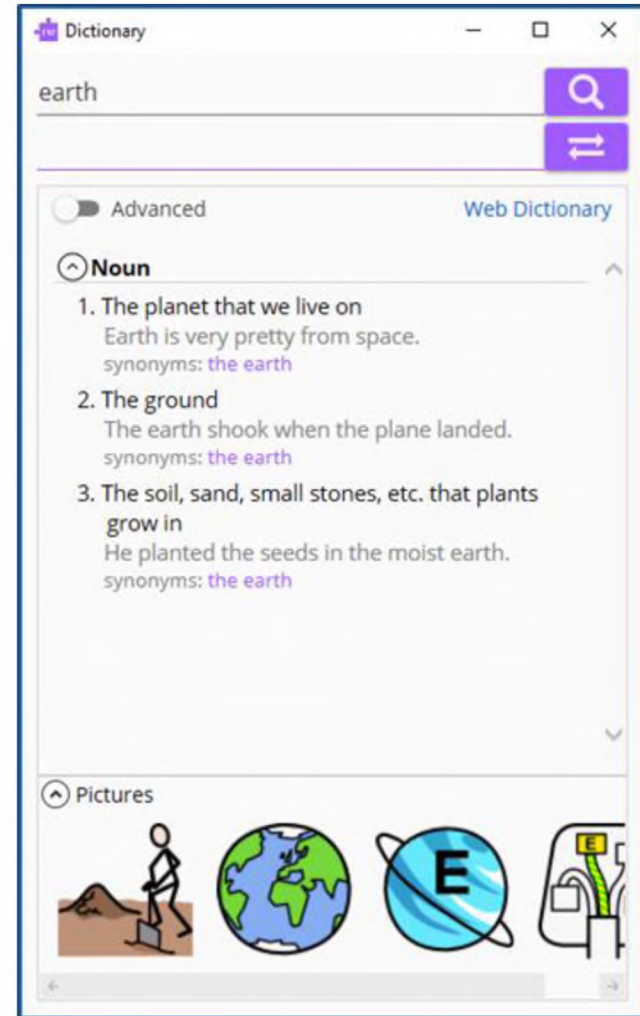 Dictionary
earth
Advanced
Web Dictionary
Noun
1. The planet that we live on
Earth is very pretty from space.
synonyms: the earth
2. The ground
The earth shook when the plane landed.
synonyms: the earth
3. The soil, sand, small stones, etc. that plants
grow in
He planted the seeds in the moist earth.
synonyms: the earth
Pictures
E
E